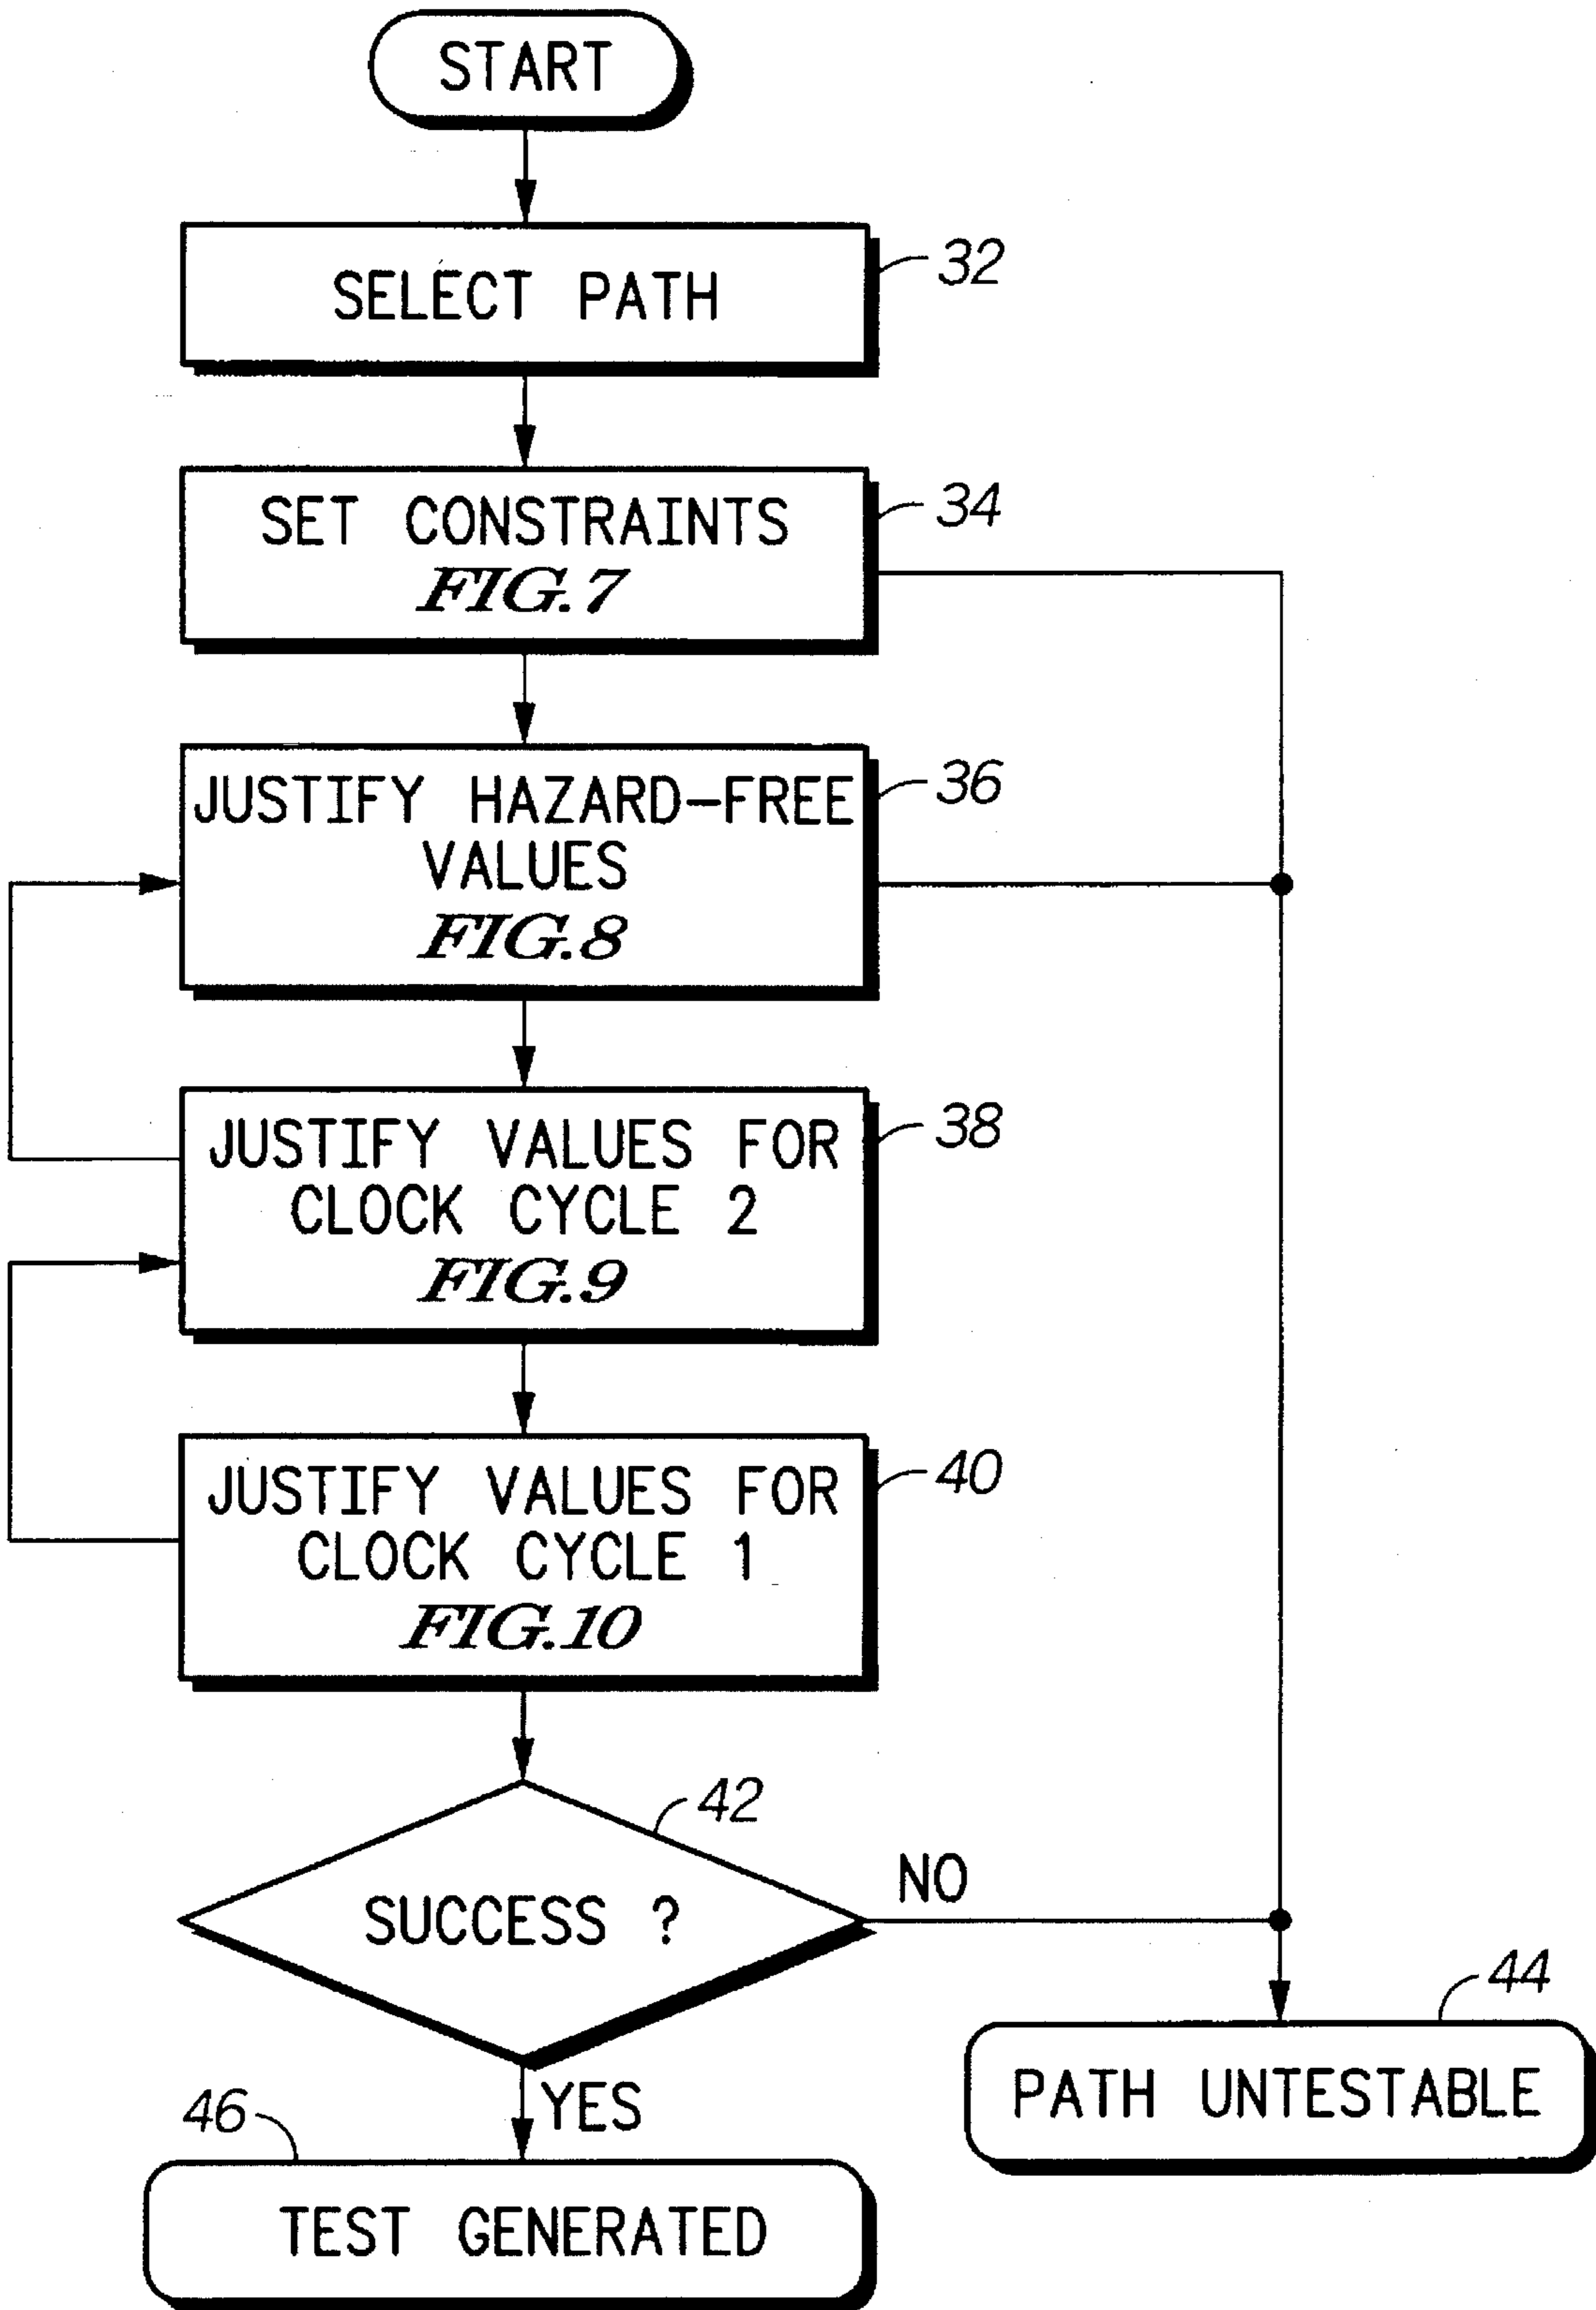 START
SELECT PATH
32
SET CONSTRAINTS
FIG.7
34
JUSTIFY HAZARD-FREE
VALUES
FIG.8
36
JUSTIFY VALUES FOR
CLOCK CYCLE 2
FIG.9
38
JUSTIFY VALUES FOR
CLOCK CYCLE 1
FIG.10
40
42
SUCCESS ?
NO
44
PATH UNTESTABLE
YES
46
TEST GENERATED